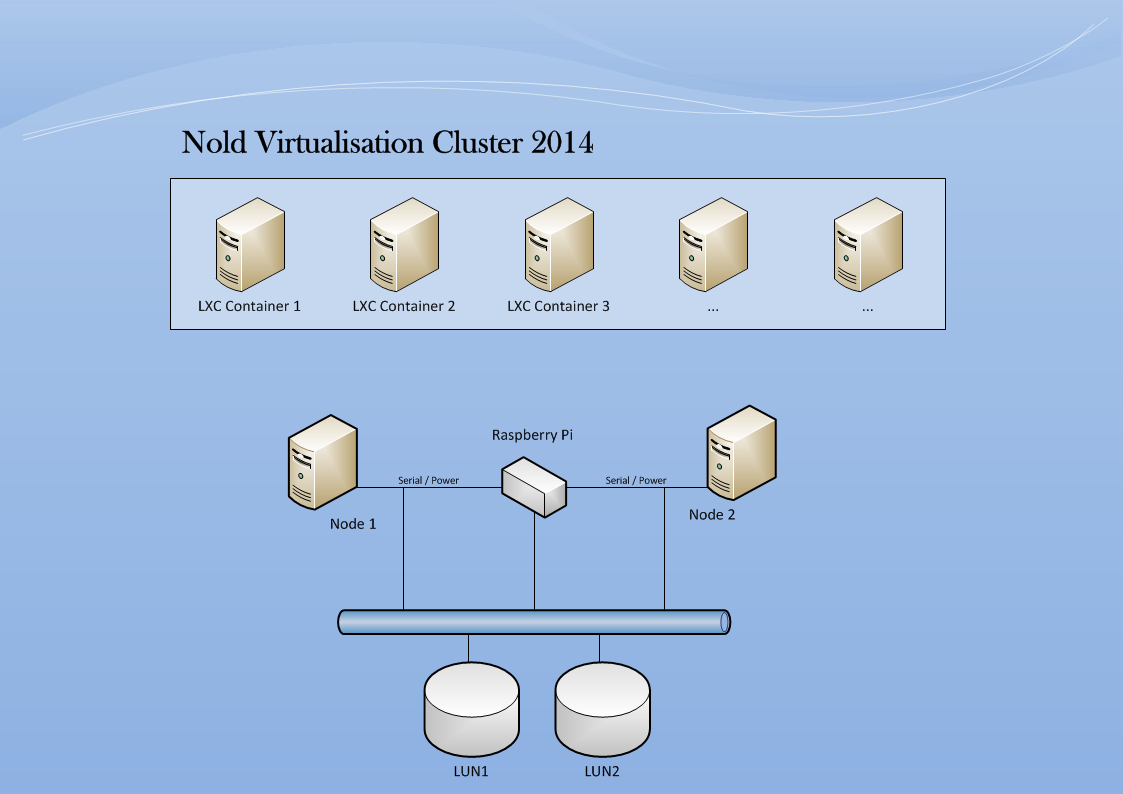 Nold Virtualisation Cluster 2014
LXC Container 1
LXC Container 2
LXC Container 3
...
...
Raspberry Pi
Serial / Power
Serial / Power
Node 1
Node 2
LUN1
LUN2